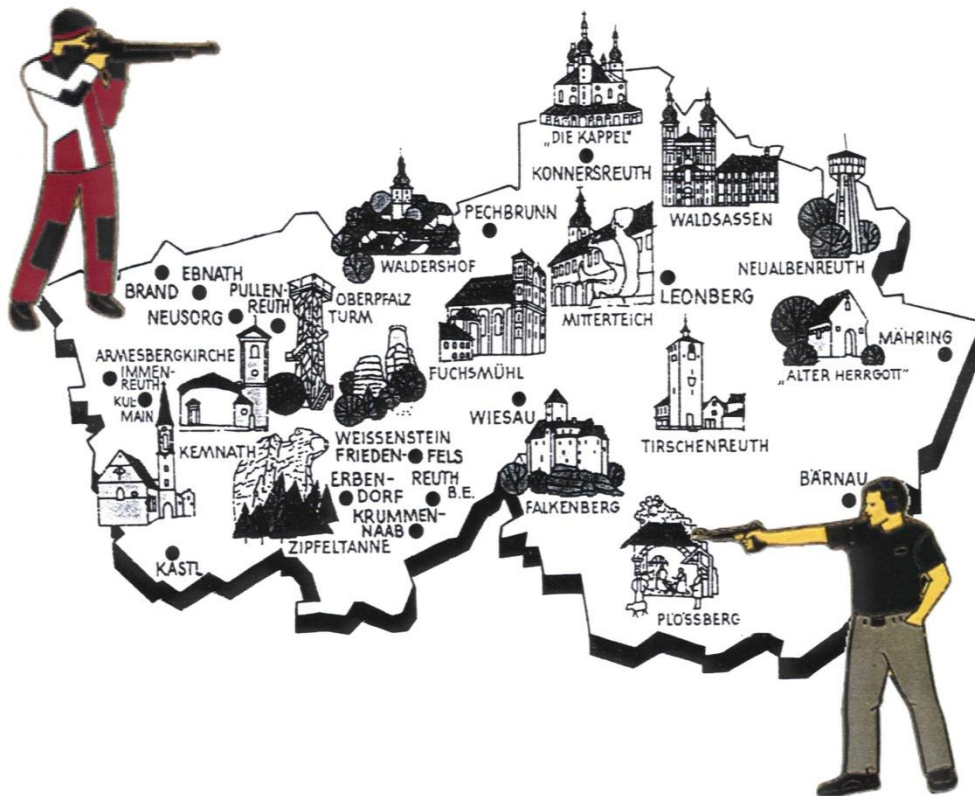 „DIE KAPPEL"
KONNERSREUTH
WALDSASSEN
PECHBRUNN
WALDERSHOF
NEUALBENREUTH
EBNATH
BRAND
PULLEN-
REUTH
NEUSORG
OBERPFALZ
TURM
MITTERTEICH
LEONBERG
MÄHRING
„ALTER HERRGOTT"
ARMESBERGKIRCHE
IMMEN-
REUTH
KUL-
MAIN
FUCHSMÜHL
KEMNATH
WEISSENSTEIN
FRIEDEN-FELS
WIESAU
TIRSCHENREUTH
ERBEN-
DORF
REUTH
B.E.
KRUMMEN-
NAAB
FALKENBERG
BÄRNAU
ZIPFELTANNE
KASTL
PLÖSSBERG